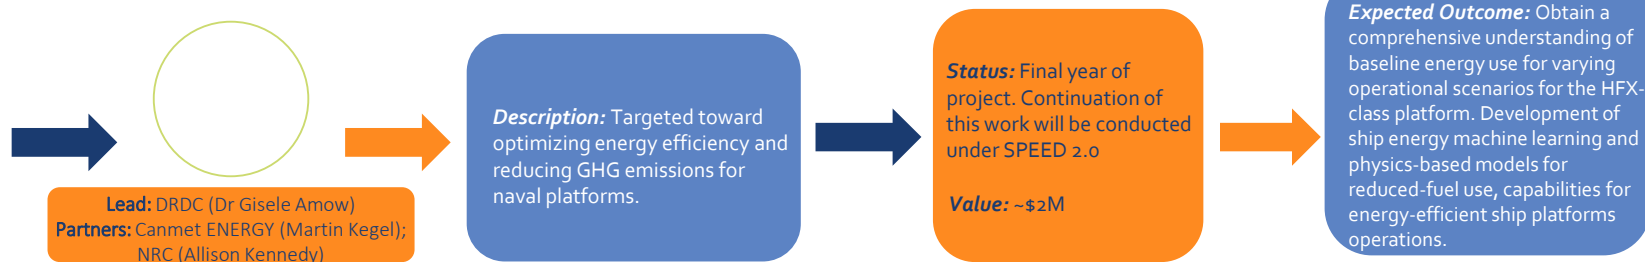 Lead: DRDC (Dr Gisele Amow)
Partners: Canmet ENERGY (Martin Kegel);
NRC (Allison Kennedy)
Description: Targeted toward
optimizing energy efficiency and
reducing GHG emissions for
naval platforms.
Status: Final year of
project. Continuation of
this work will be conducted
under SPEED 2.0
Value: ~$2M
Expected Outcome: Obtain a
comprehensive understanding of
baseline energy use for varying
operational scenarios for the HFX-
class platform. Development of
ship energy machine learning and
physics-based models for
reduced-fuel use, capabilities for
energy-efficient ship platforms
operations.